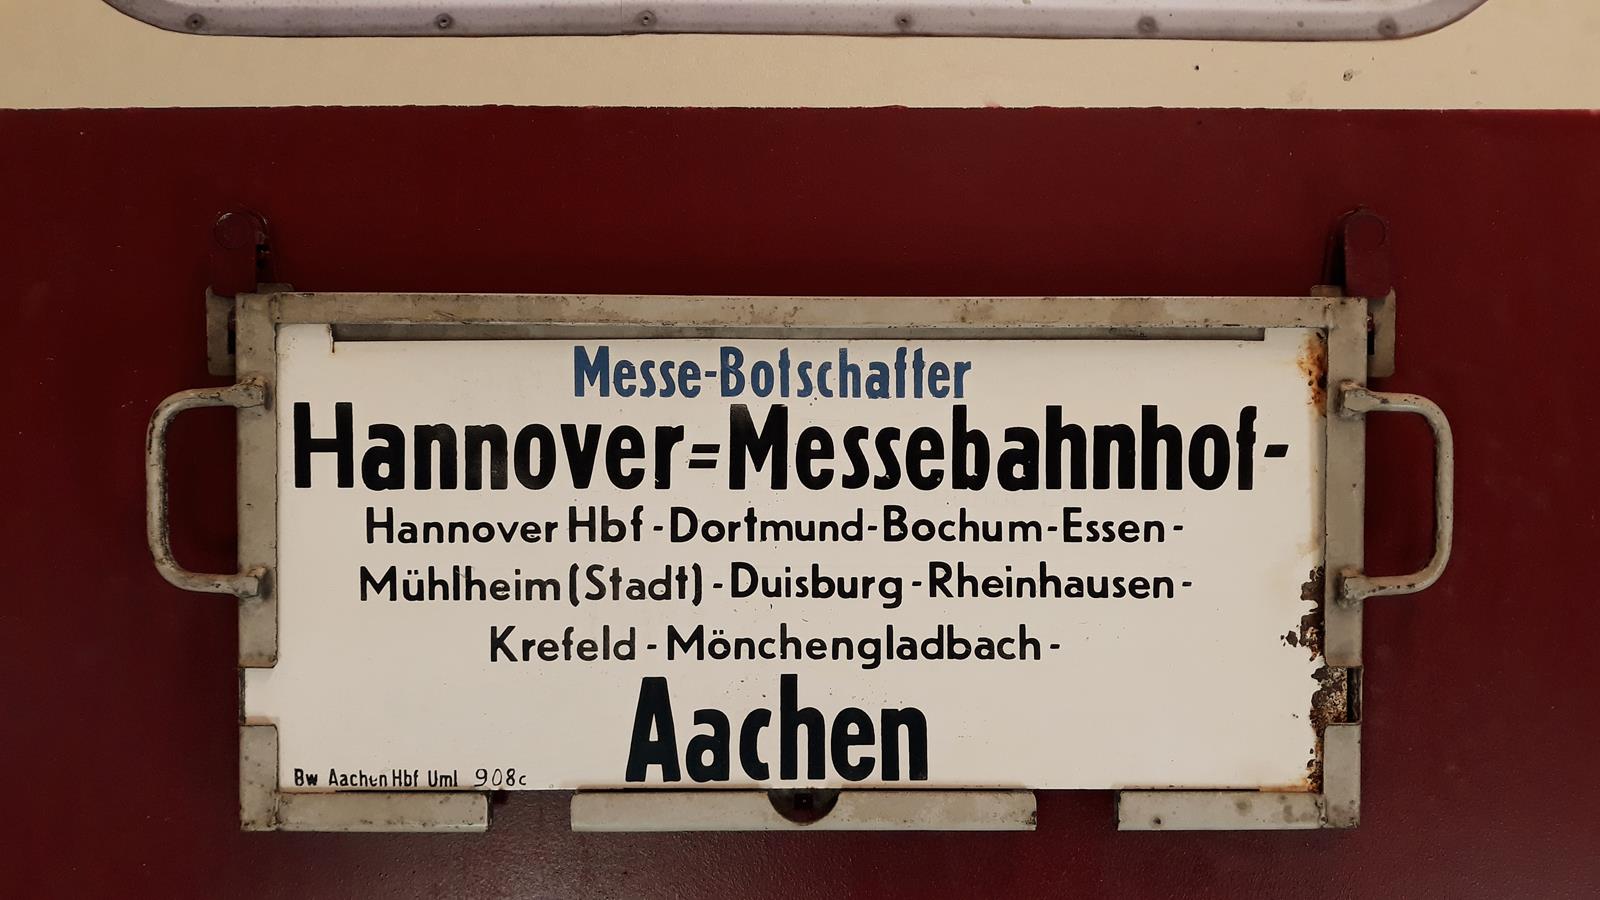 Messe-Botschafter
Hannover=Messebahnhof-
Hannover Hbf-Dortmund-Bochum-Essen-
Mühlheim(Stadt)-Duisburg-Rheinhausen-
Krefeld-Mönchengladbach-
Aachen
Bw Aachen Hbf Uml 908c